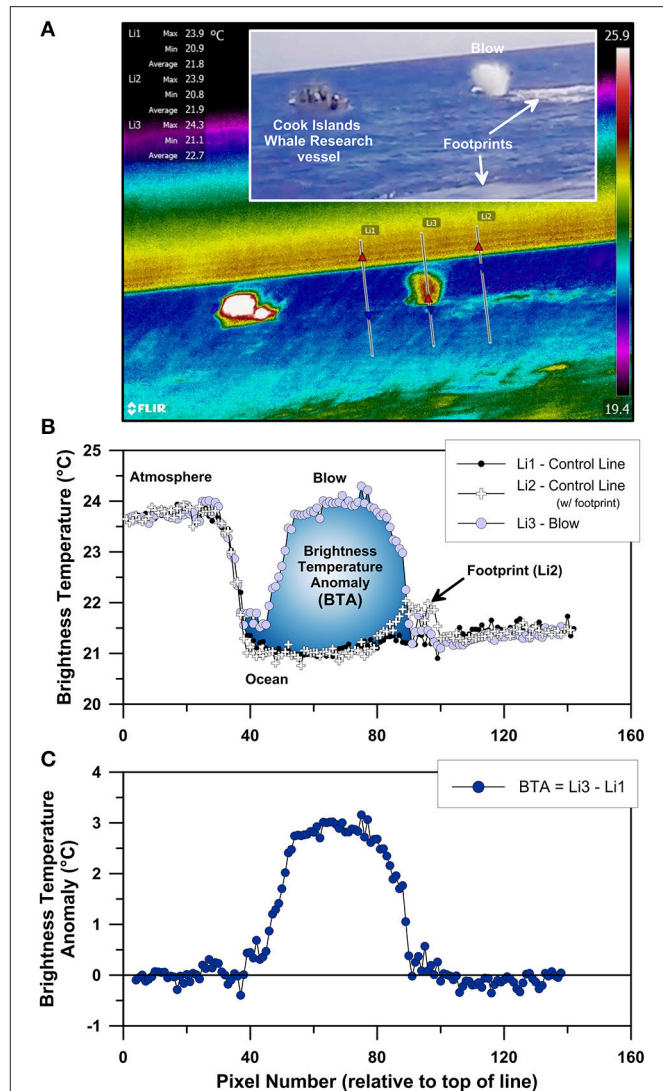 A
Li1 Max 23.9 ºC
Min 20.9
Average 21.8
Li2 Max 23.9
Min 20.8
Average 21.9
Li3 Max 24.3
Min 21.1
Average 22.7
Blow
Cook Islands
Whale Research
vessel
Footprints
25.9
Li1
Li3
Li2
FLIR
19.4
B
Brightness Temperature (°C)
25
24
23
22
21
20
Atmosphere
Blow
Li1 - Control Line
Li2 - Control Line
(w/ footprint)
Li3 - Blow
Brightness
Temperature
Anomaly
(BTA)
Footprint (Li2)
Ocean
0 40 80 120 160
C
Brightness Temperature
Anomaly (°C)
4
3
2
1
0
-1
BTA = Li3 - Li1
0 40 80 120 160
Pixel Number (relative to top of line)